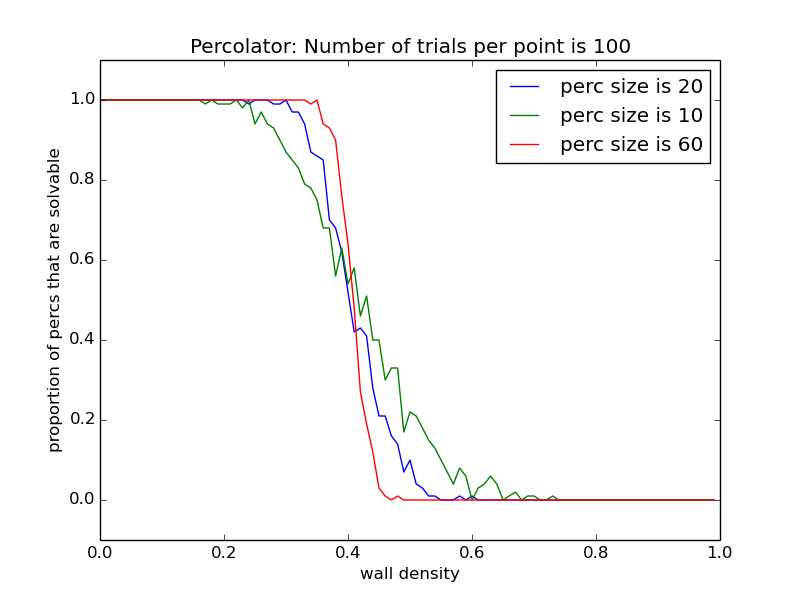 Percolator: Number of trials per point is 100
perc size is 20
perc size is 10
perc size is 60
proportion of percs that are solvable
1.0
0.8
0.6
0.4
0.2
0.0
0.0 0.2 0.4 0.6 0.8 1.0
wall density